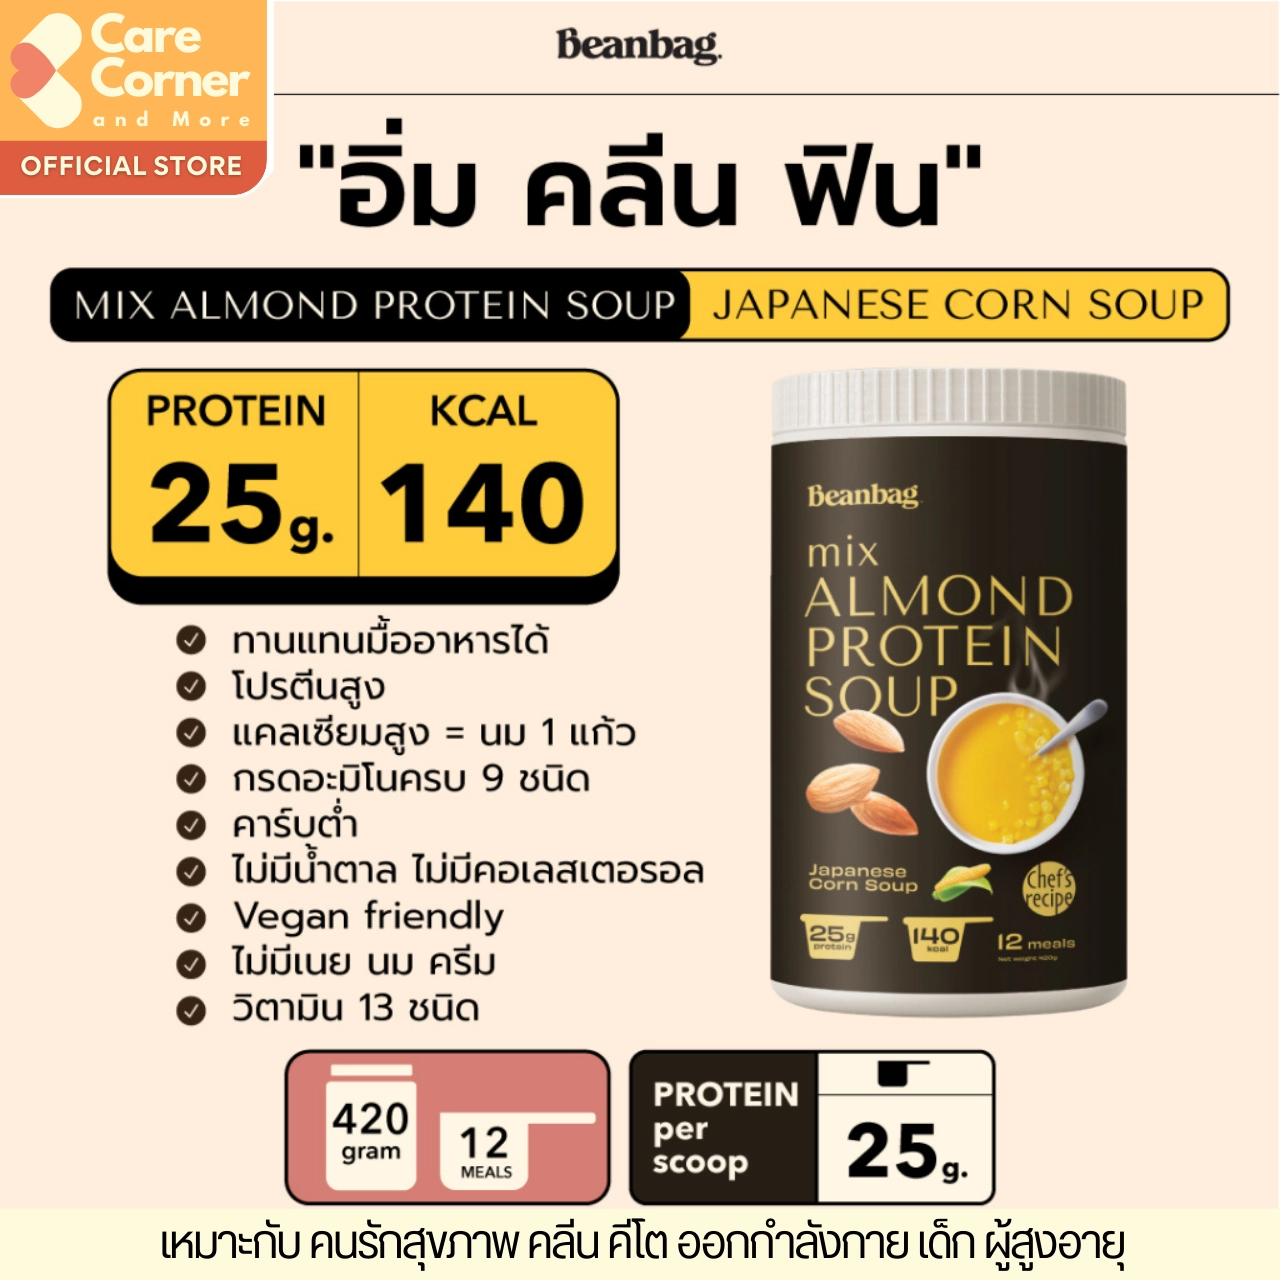 Care
Corner
and More
OFFICIAL STORE
Beanbag.
"อิ่ม คลีน ฟิน"
MIX ALMOND PROTEIN SOUP JAPANESE CORN SOUP
PROTEIN KCAL
25g. 140
ทานแทนมื้ออาหารได้
โปรตีนสูง
แคลเซียมสูง = นม 1 แก้ว
กรดอะมิโนครบ 9 ชนิด
คาร์บต่ำ
ไม่มีน้ำตาล ไม่มีคอเลสเตอรอล
Vegan friendly
ไม่มีเนย นม ครีม
วิตามิน 13 ชนิด
Beanbag
mix
ALMOND
PROTEIN
SOUP
Japanese
Corn Soup
Chef's
recipe
25g
protein
140
kcal
12 meals
Net weight 420g
420
gram
12
MEALS
PROTEIN
per
scoop
25g.
เหมาะกับ คนรักสุขภาพ คลีน คีโต ออกกำลังกาย เด็ก ผู้สูงอายุ